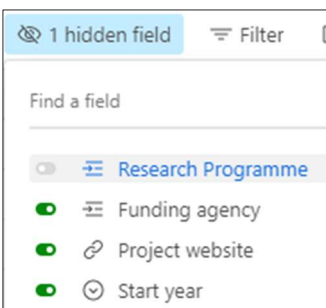 1 hidden field Filter
Find a field
Research Programme
Funding agency
Project website
Start year